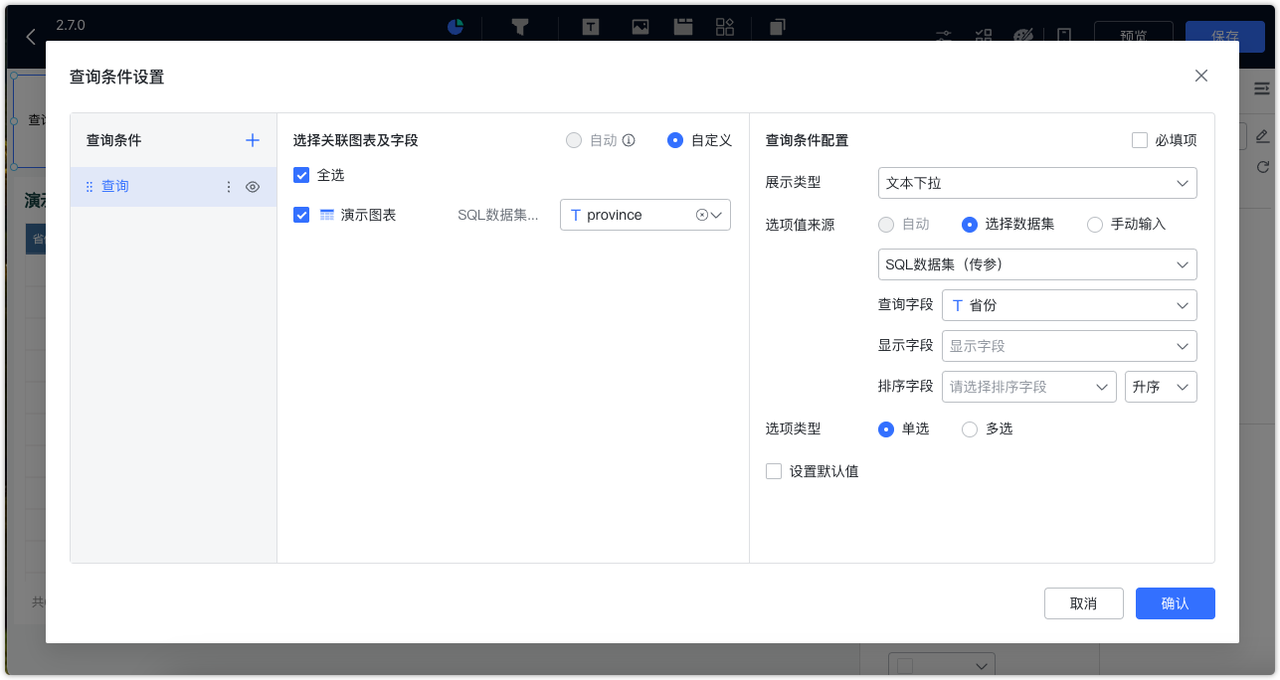 2.7.0
预览
保存
查询条件设置
查询条件
选择关联图表及字段
自动
自定义
查询条件配置
必填项
查询
全选
演示图表
SQL数据集...
province
展示类型
文本下拉
选项值来源
自动
选择数据集
手动输入
SQL数据集（传参）
查询字段
省份
显示字段
显示字段
排序字段
请选择排序字段
升序
选项类型
单选
多选
设置默认值
取消
确认